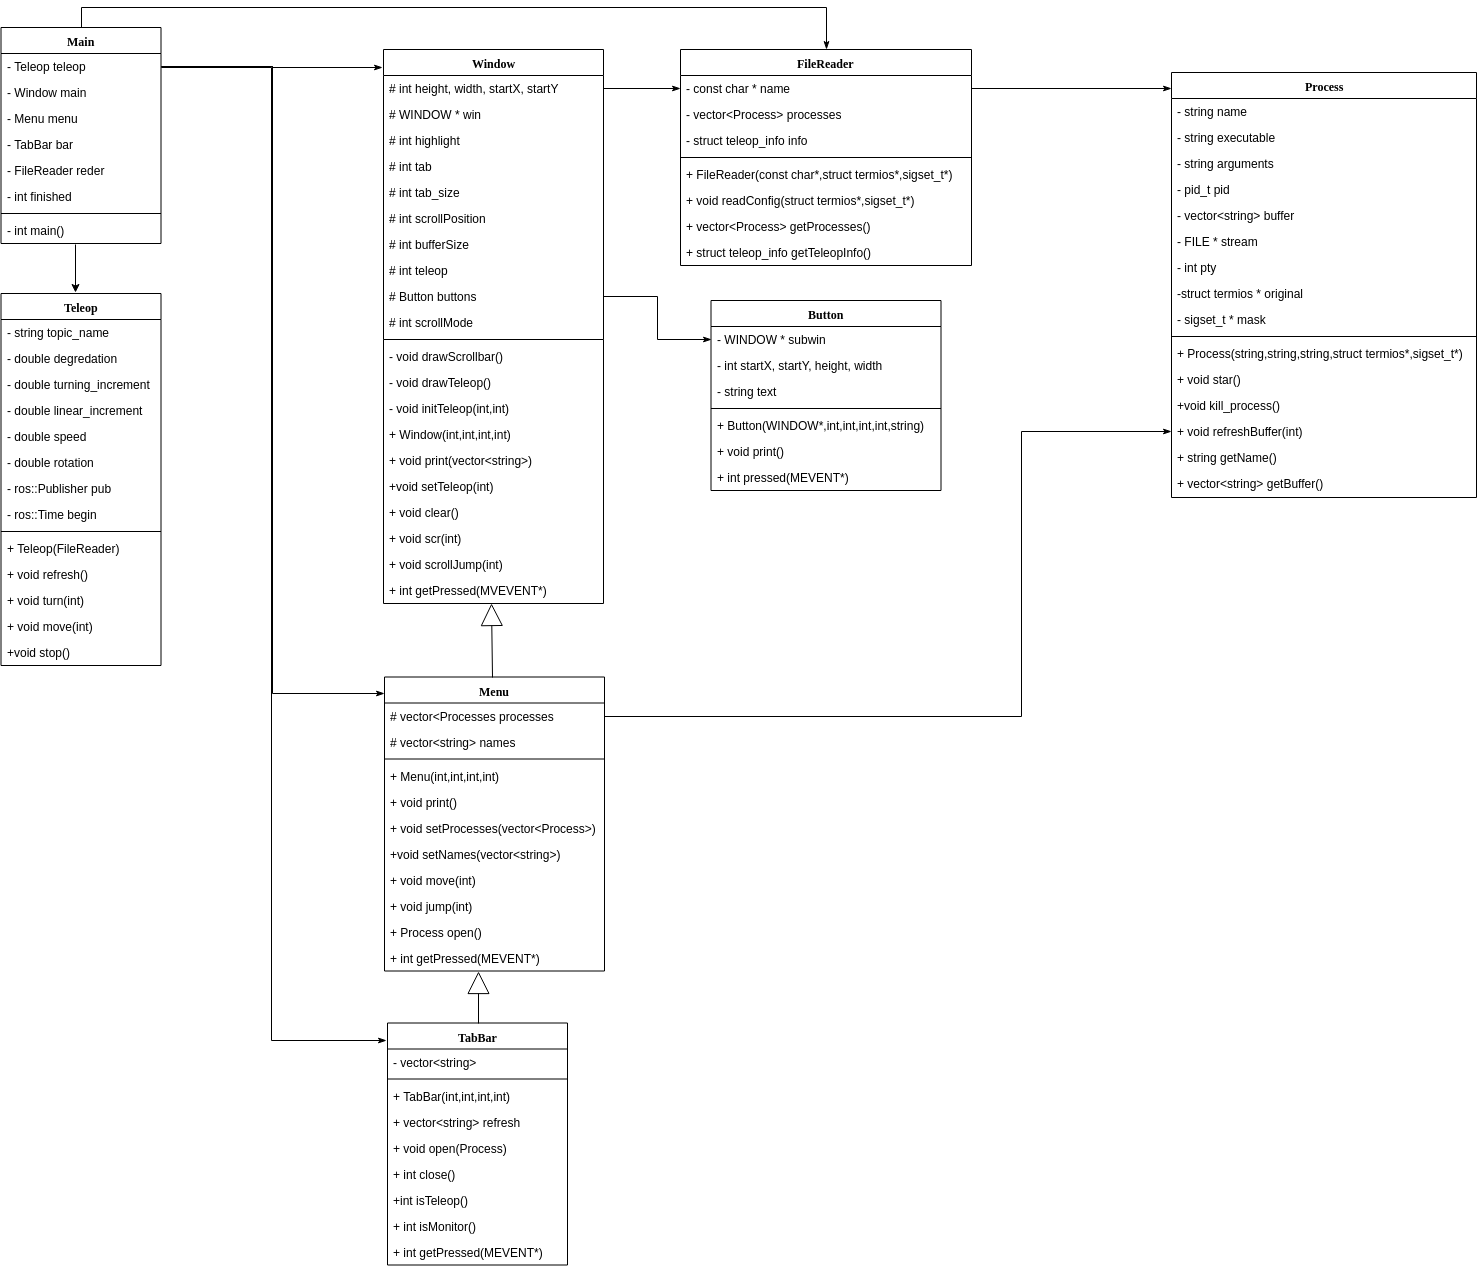 Main
- Teleop teleop
- Window main
- Menu menu
- TabBar bar
- FileReader reder
- int finished
- int main()
Teleop
- string topic_name
- double degredation
- double turning_increment
- double linear_increment
- double speed
- double rotation
- ros::Publisher pub
- ros::Time begin
+ Teleop(FileReader)
+ void refresh()
+ void turn(int)
+ void move(int)
+void stop()
Window
# int height, width, startX, startY
# WINDOW * win
# int highlight
# int tab
# int tab_size
# int scrollPosition
# int bufferSize
# int teleop
# Button buttons
# int scrollMode
- void drawScrollbar()
- void drawTeleop()
- void initTeleop(int,int)
+ Window(int,int,int,int)
+ void print(vector<string>)
+void setTeleop(int)
+ void clear()
+ void scr(int)
+ void scrollJump(int)
+ int getPressed(MVEVENT*)
Menu
# vector<Processes processes
# vector<string> names
+ Menu(int,int,int,int)
+ void print()
+ void setProcesses(vector<Process>)
+void setNames(vector<string>)
+ void move(int)
+ void jump(int)
+ Process open()
+ int getPressed(MEVENT*)
TabBar
- vector<string>
+ TabBar(int,int,int,int)
+ vector<string> refresh
+ void open(Process)
+ int close()
+int isTeleop()
+ int isMonitor()
+ int getPressed(MEVENT*)
FileReader
- const char * name
- vector<Process> processes
- struct teleop_info info
+ FileReader(const char*,struct termios*,sigset_t*)
+ void readConfig(struct termios*,sigset_t*)
+ vector<Process> getProcesses()
+ struct teleop_info getTeleopInfo()
Button
- WINDOW * subwin
- int startX, startY, height, width
- string text
+ Button(WINDOW*,int,int,int,int,string)
+ void print()
+ int pressed(MEVENT*)
Process
- string name
- string executable
- string arguments
- pid_t pid
- vector<string> buffer
- FILE * stream
- int pty
-struct termios * original
- sigset_t * mask
+ Process(string,string,string,struct termios*,sigset_t*)
+ void star()
+void kill_process()
+ void refreshBuffer(int)
+ string getName()
+ vector<string> getBuffer()